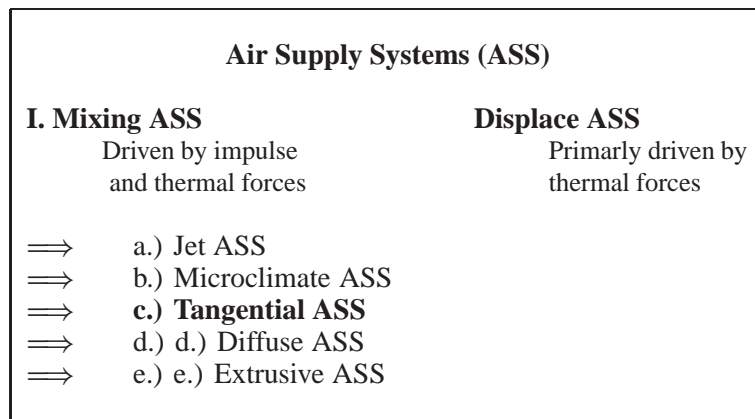 Air Supply Systems (ASS)
I. Mixing ASS
Driven by impulse
and thermal forces
Displace ASS
Primarly driven by
thermal forces
⟹ a.) Jet ASS
⟹ b.) Microclimate ASS
⟹ c.) Tangential ASS
⟹ d.) d.) Diffuse ASS
⟹ e.) e.) Extrusive ASS